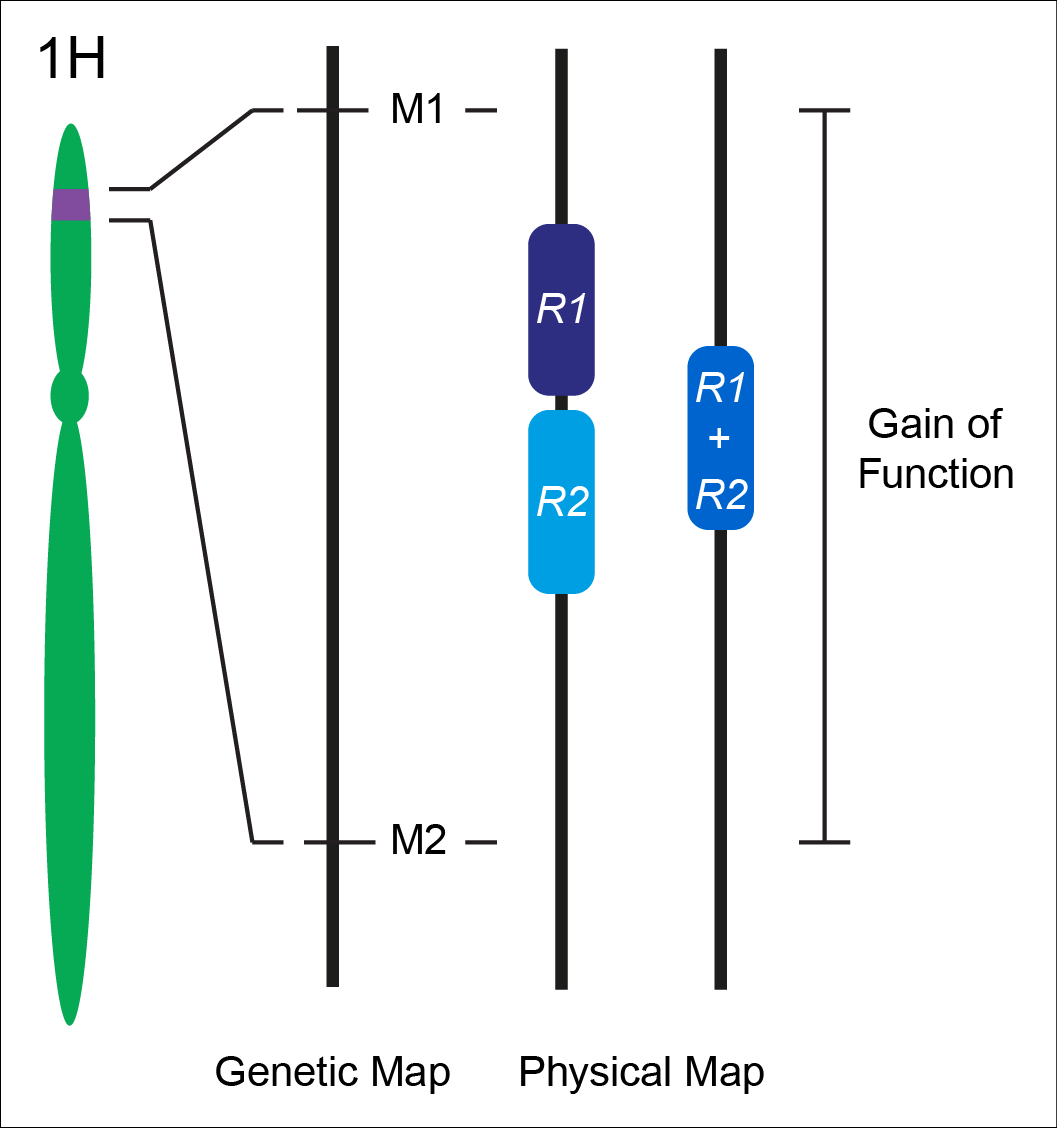 1H
M1
R1
R2
R1
+
R2
Gain of
Function
M2
Genetic Map
Physical Map